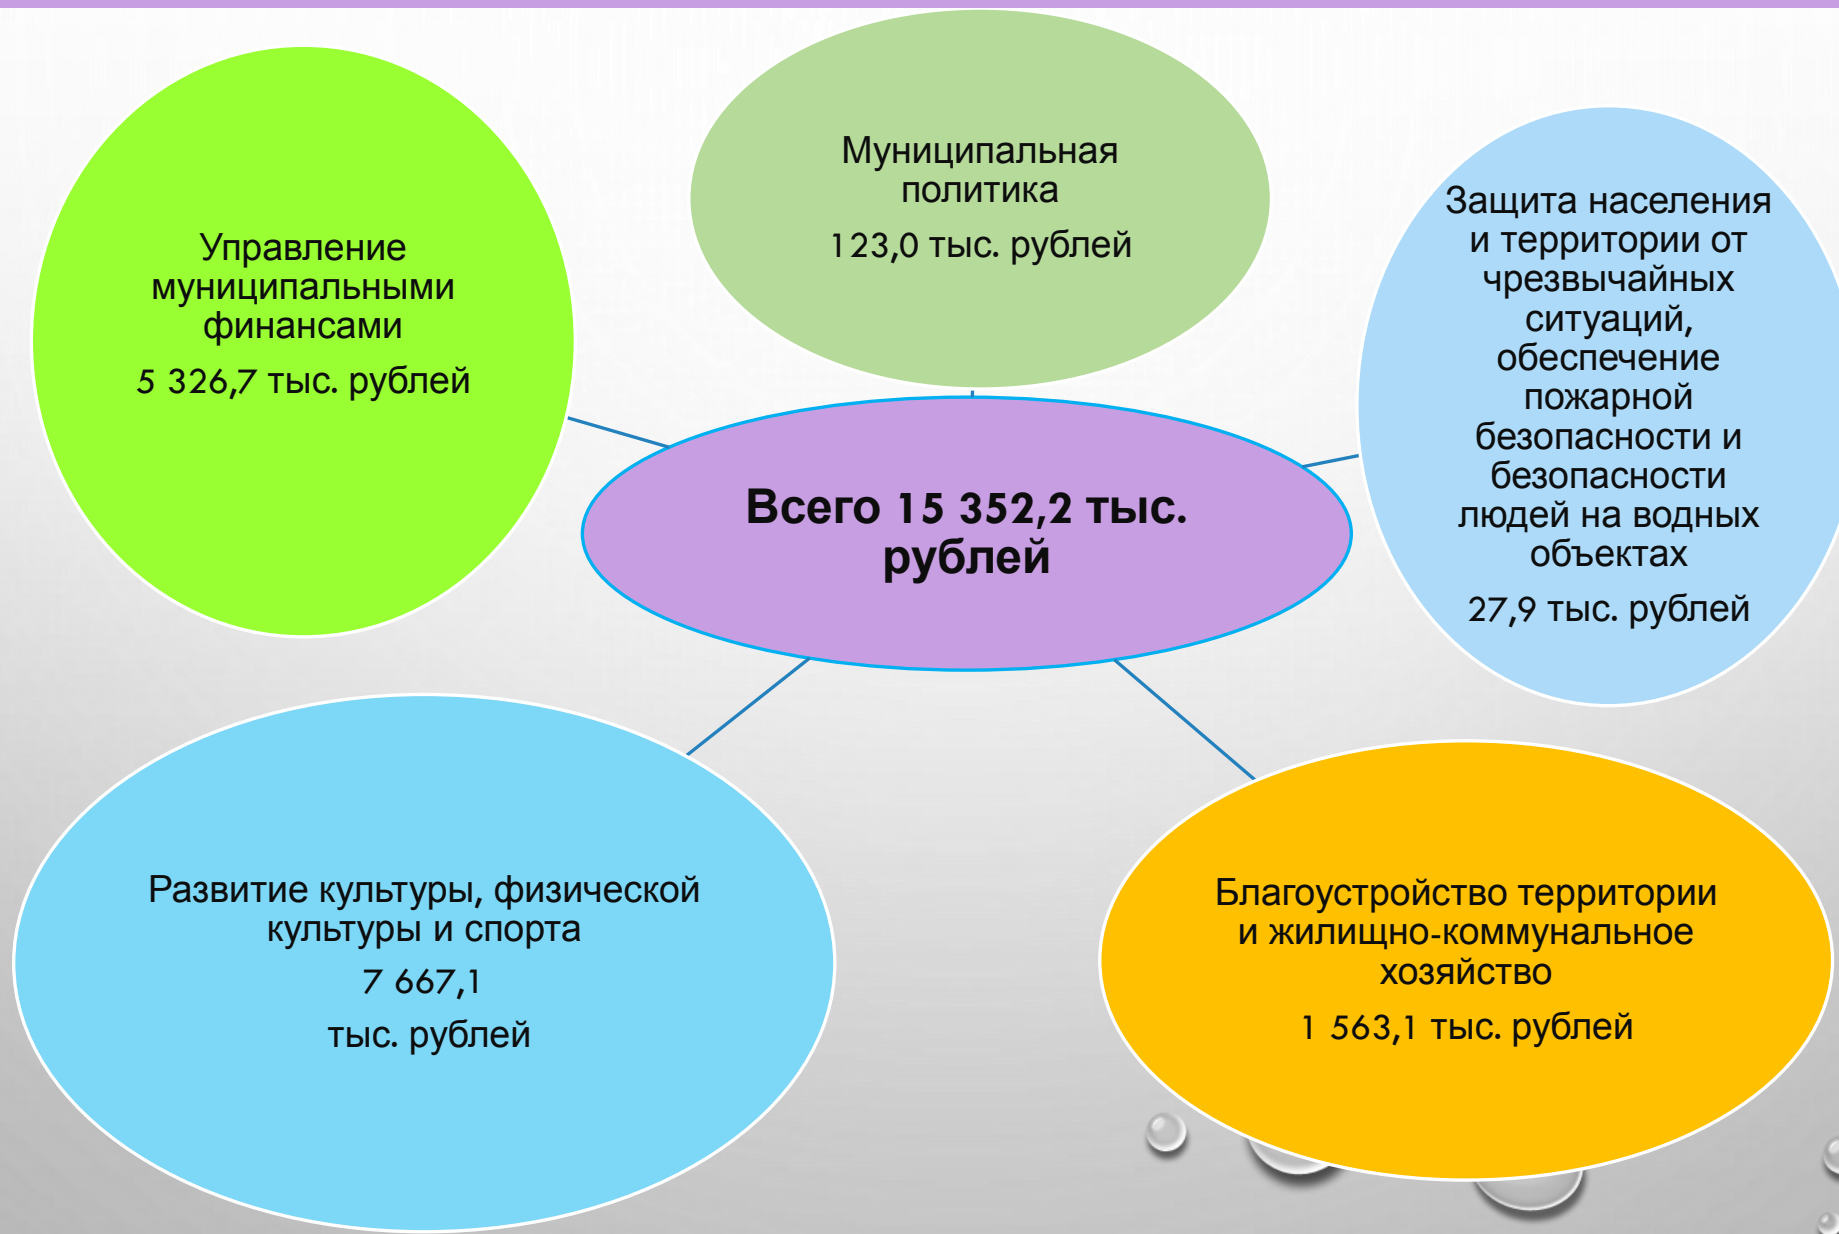 Управление
муниципальными
финансами
5 326,7 тыс. рублей
Муниципальная
политика
123,0 тыс. рублей
Защита населения
и территории от
чрезвычайных
ситуаций,
обеспечение
пожарной
безопасности и
безопасности
людей на водных
объектах
27,9 тыс. рублей
Всего 15 352,2 тыс.
рублей
Развитие культуры, физической
культуры и спорта
7 667,1
тыс. рублей
Благоустройство территории
и жилищно-коммунальное
хозяйство
1 563,1 тыс. рублей